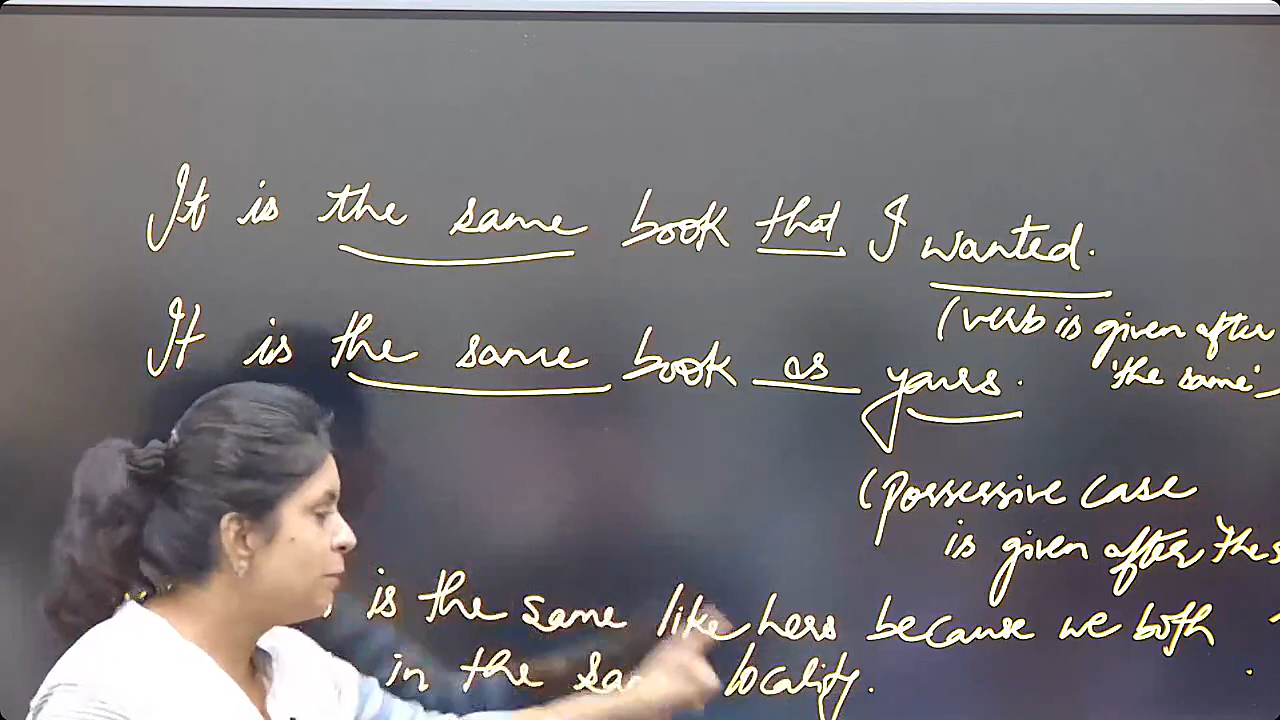 It is the same book that I wanted.
(verb is given after
'the same'
It is the same book as yours.
(Possessive case
is given after 'the s
is the same like hers because we both
in the sa locality.